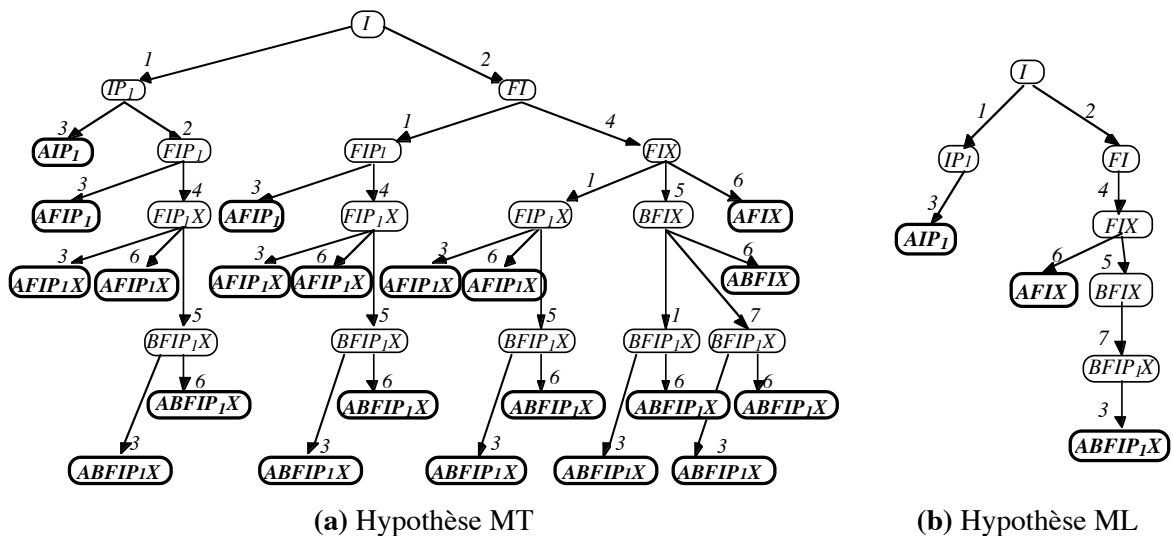 I
1 2
IP₁ FI
3 2 1 4
AIP₁ FIP₁ FIP₁ FIX
3 4 3 4 1 5 6
AFIP₁ FIP₁X AFIP₁ FIP₁X FIP₁X BFIX AFIX
3 6 3 6 3 6 6
AFIP₁X AFIP₁X AFIP₁X AFIP₁X AFIP₁X AFIP₁X ABFIX
5 5 5 1 7
BFIP₁X BFIP₁X BFIP₁X BFIP₁X BFIP₁X
6 6 6 6 6
ABFIP₁X ABFIP₁X ABFIP₁X ABFIP₁X ABFIP₁X
3 3 3 3 3
ABFIP₁X ABFIP₁X ABFIP₁X ABFIP₁X ABFIP₁X
(a) Hypothèse MT
I
1 2
IP₁ FI
3 4
AIP₁ FIX
6 5
AFIX BFIX
7
BFIP₁X
3
ABFIP₁X
(b) Hypothèse ML